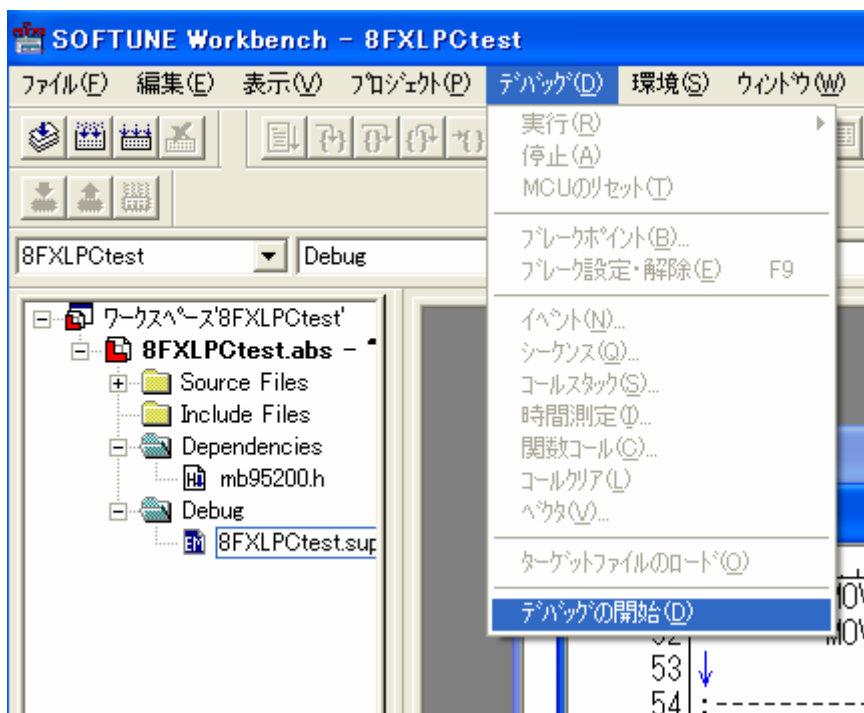 SOFTUNE Workbench - 8FXLPCtest
ファイル(F) 編集(E) 表示(V) プロジェクト(P) デバッグ(D) 環境(S) ウィンドウ(W)
8FXLPCtest Debug
ワークスペース'8FXLPCtest'
8FXLPCtest.abs -
Source Files
Include Files
Dependencies
mb95200.h
Debug
8FXLPCtest.sup
実行(R)
停止(A)
MCUのリセット(T)
ブレークポイント(B)...
ブレーク設定・解除(E) F9
イベント(N)...
シーケンス(Q)...
コールスタック(S)...
時間測定(I)...
関数コール(C)...
コールクリア(L)
ベクタ(V)...
ターゲットファイルのロード(O)
デバッグの開始(D)
MOV
52 MOV
53 ↓
54 ;---------